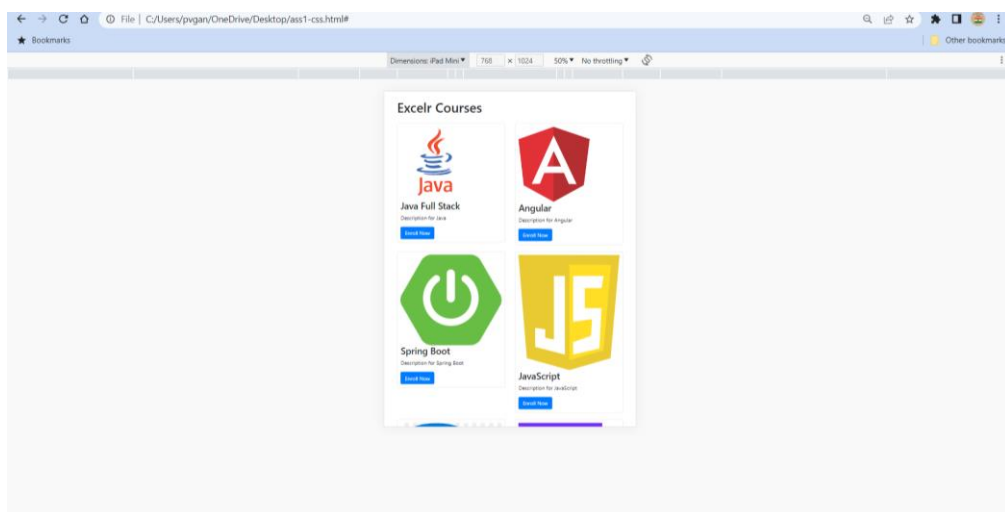 File | C:/Users/pvgan/OneDrive/Desktop/ass1-css.html#
Bookmarks
Other bookmarks
Dimensions: iPad Mini ▼ 768 × 1024 50% ▼ No throttling ▼
Excelr Courses
Java
Java Full Stack
Description for Java
Enroll Now
A
Angular
Description for Angular
Enroll Now
Spring Boot
Description for Spring Boot
Enroll Now
JS
JavaScript
Description for JavaScript
Enroll Now